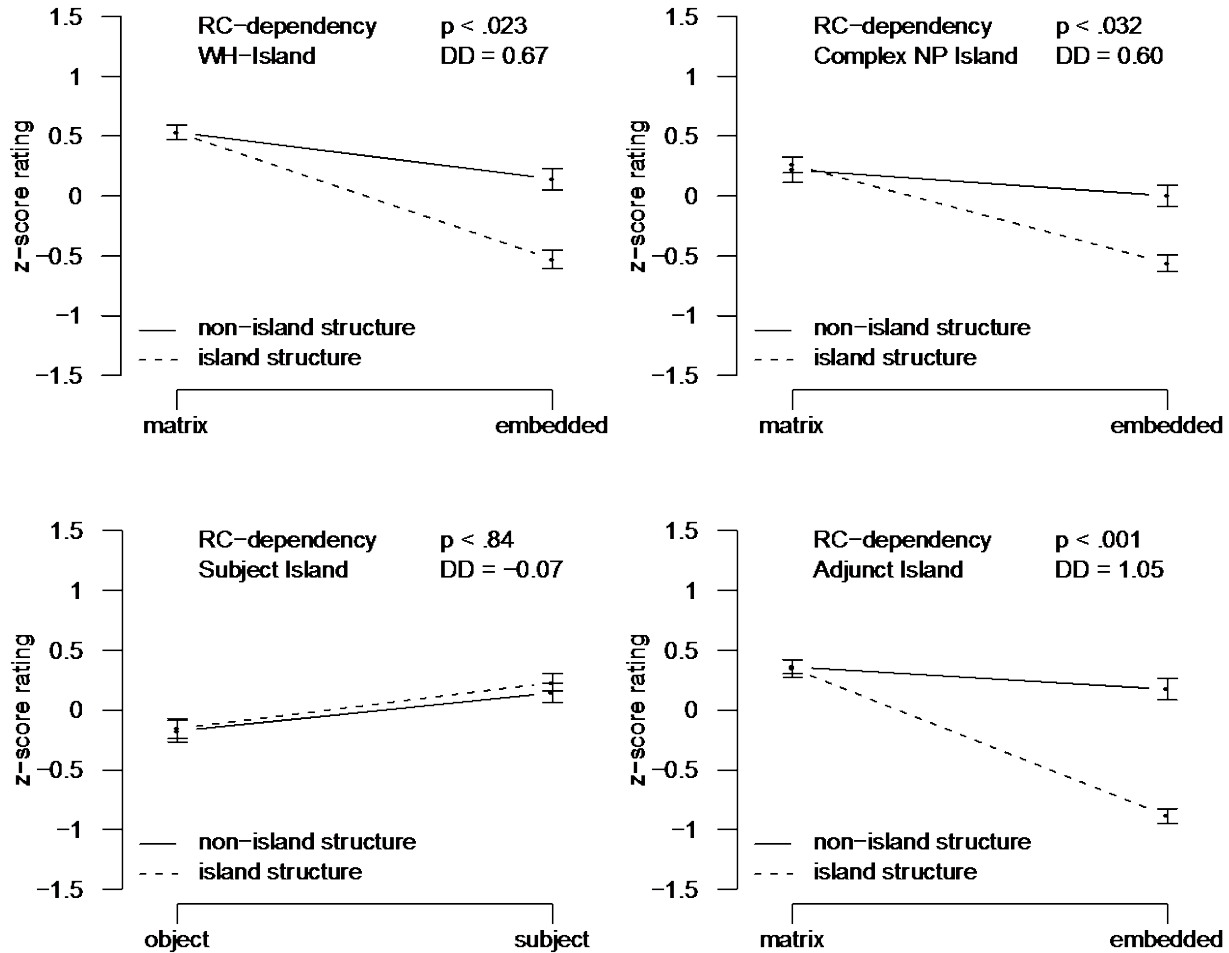 RC−dependency p < .023
WH−Island DD = 0.67
z−score rating
1.5
1
0.5
0
−0.5
−1
−1.5
non−island structure
island structure
matrix embedded
RC−dependency p < .032
Complex NP Island DD = 0.60
z−score rating
1.5
1
0.5
0
−0.5
−1
−1.5
non−island structure
island structure
matrix embedded
RC−dependency p < .84
Subject Island DD = −0.07
z−score rating
1.5
1
0.5
0
−0.5
−1
−1.5
non−island structure
island structure
object subject
RC−dependency p < .001
Adjunct Island DD = 1.05
z−score rating
1.5
1
0.5
0
−0.5
−1
−1.5
non−island structure
island structure
matrix embedded